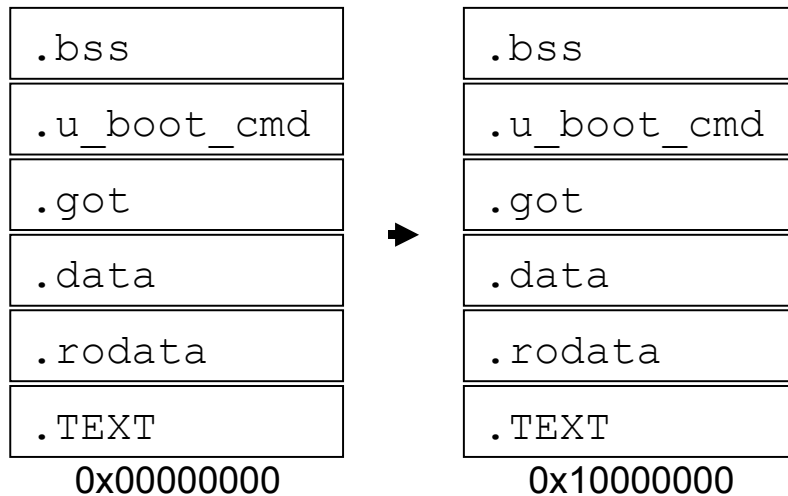 .bss
.u_boot_cmd
.got
.data
.rodata
.TEXT
0x00000000
.bss
.u_boot_cmd
.got
.data
.rodata
.TEXT
0x10000000